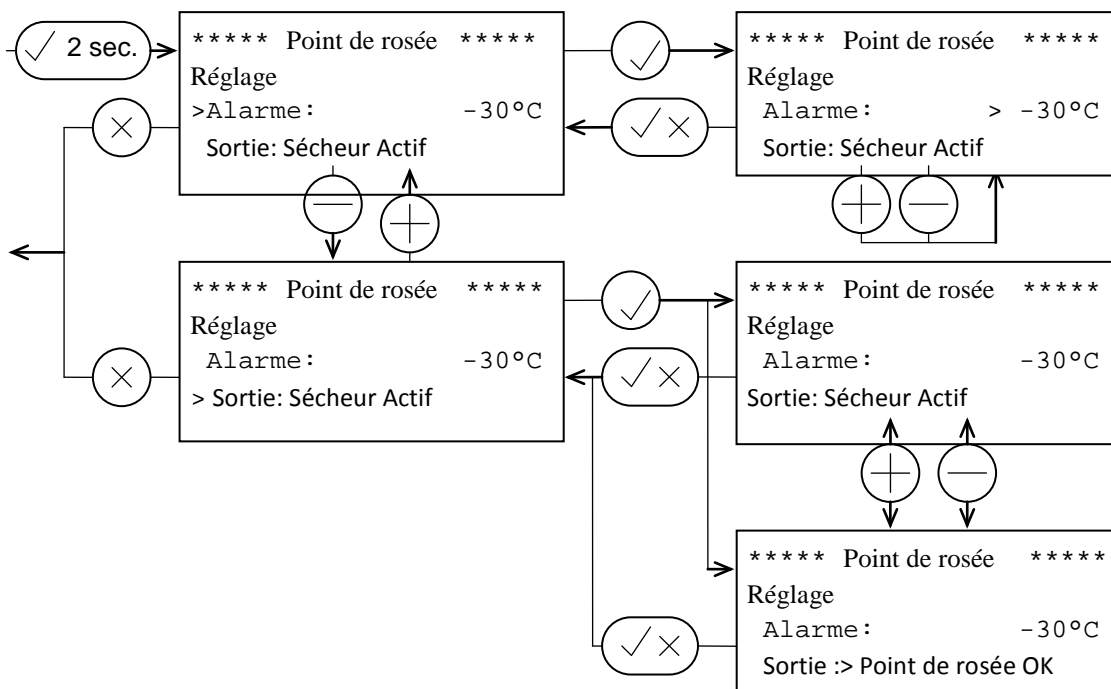 ✓ 2 sec.
***** Point de rosée *****
Réglage
>Alarme: -30°C
Sortie: Sécheur Actif
***** Point de rosée *****
Réglage
Alarme: > -30°C
Sortie: Sécheur Actif
***** Point de rosée *****
Réglage
Alarme: -30°C
> Sortie: Sécheur Actif
***** Point de rosée *****
Réglage
Alarme: -30°C
Sortie: Sécheur Actif
***** Point de rosée *****
Réglage
Alarme: -30°C
Sortie :> Point de rosée OK